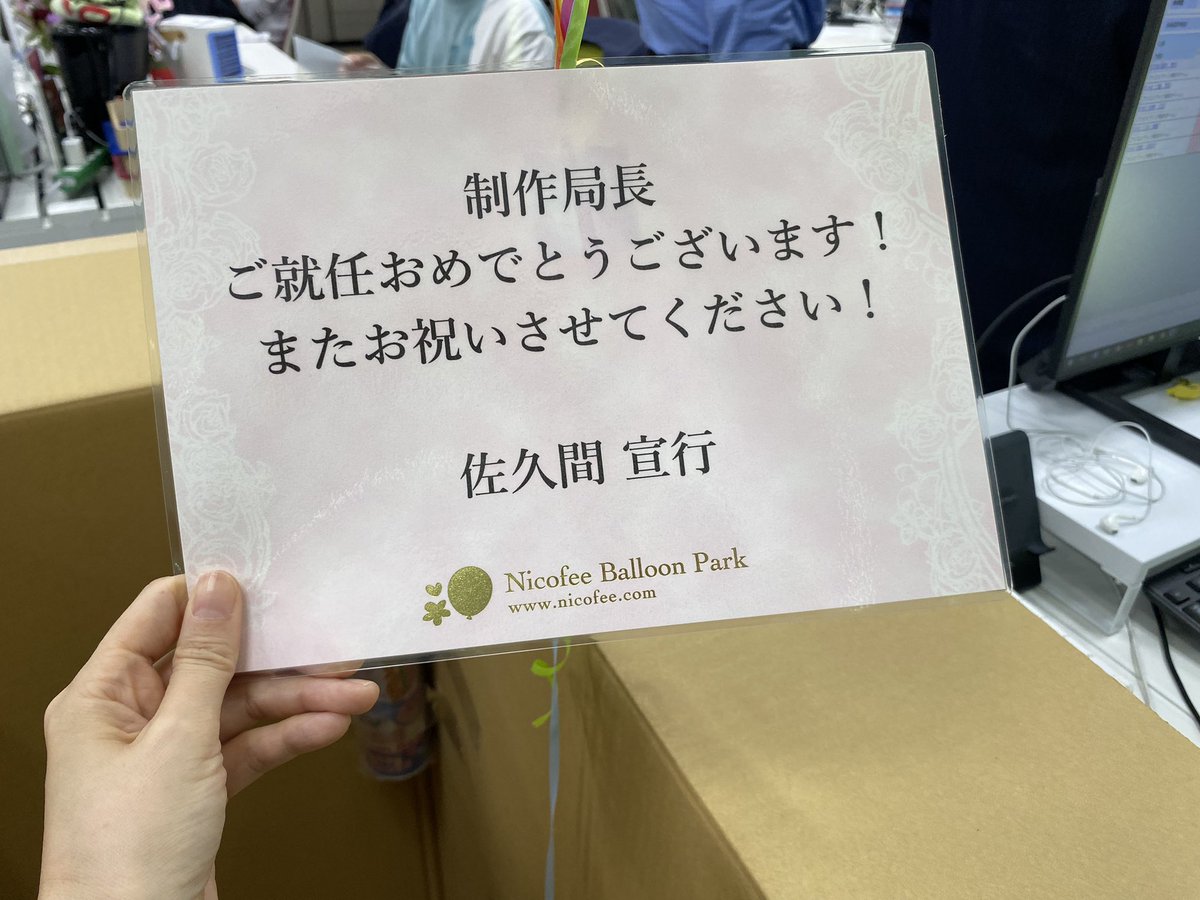 制作局長
ご就任おめでとうございます！
またお祝いさせてください！
佐久間 宣行
Nicofee Balloon Park
www.nicofee.com